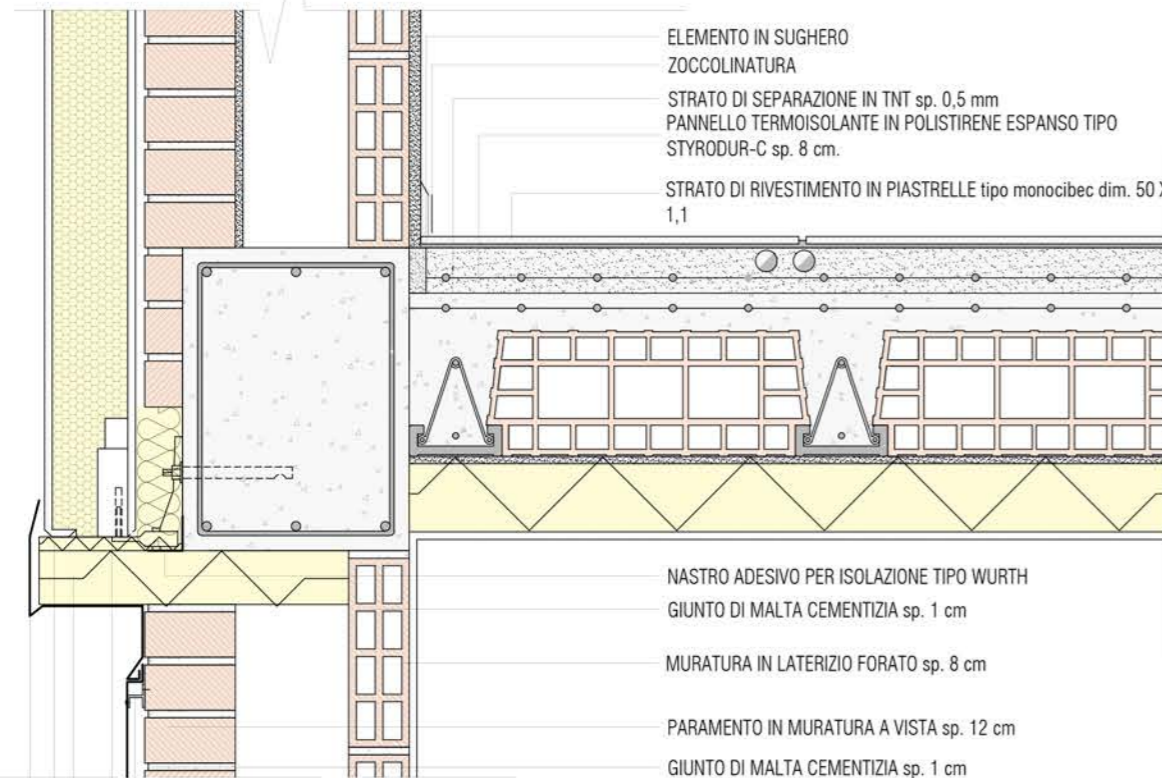 ELEMENTO IN SUGHERO
ZOCCOLINATURA
STRATO DI SEPARAZIONE IN TNT sp. 0,5 mm
PANNELLO TERMOISOLANTE IN POLISTIRENE ESPANSO TIPO
STYRODUR-C sp. 8 cm.
STRATO DI RIVESTIMENTO IN PIASTRELLE tipo monocibec dim. 50 X
1,1
NASTRO ADESIVO PER ISOLAZIONE TIPO WURTH
GIUNTO DI MALTA CEMENTIZIA sp. 1 cm
MURATURA IN LATERIZIO FORATO sp. 8 cm
PARAMENTO IN MURATURA A VISTA sp. 12 cm
GIUNTO DI MALTA CEMENTIZIA sp. 1 cm